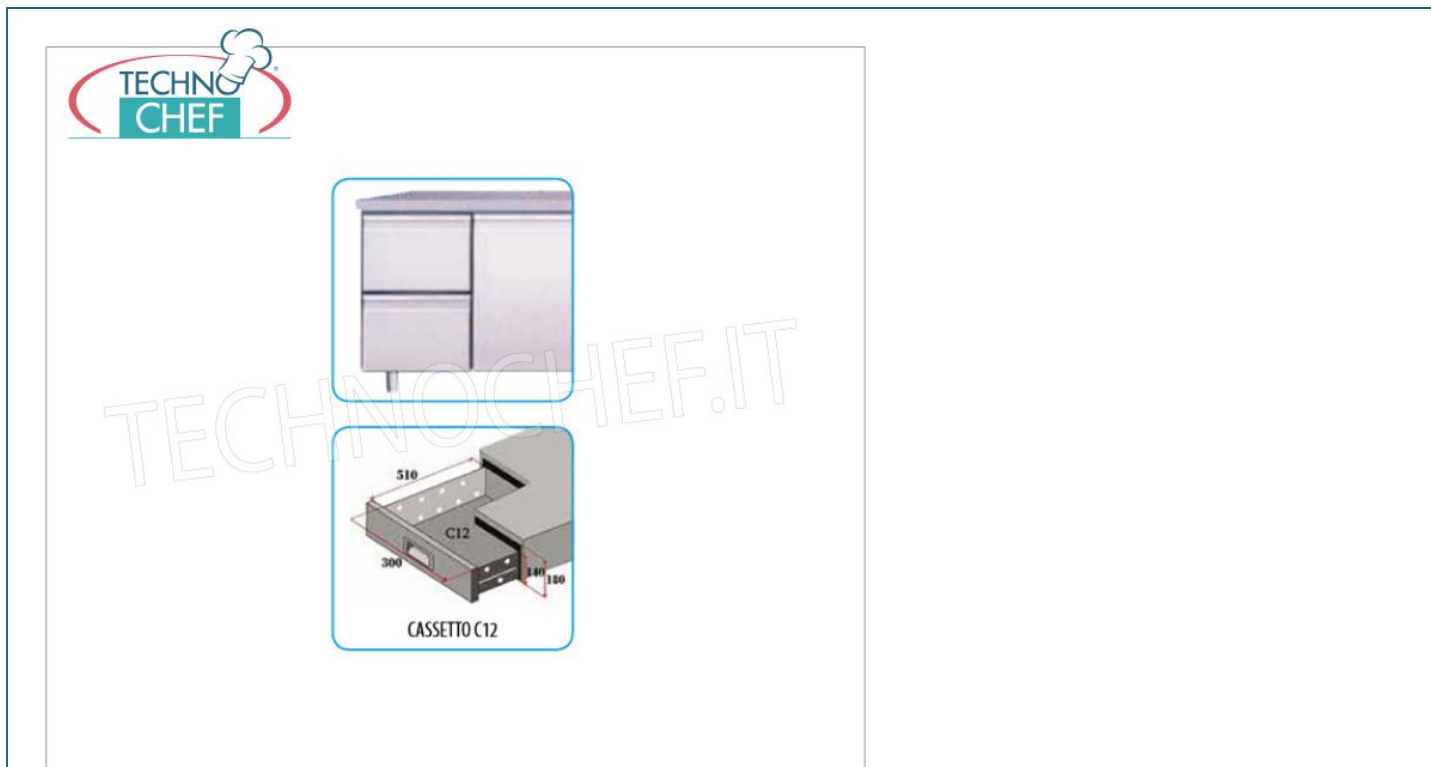 TECHNO
CHEF
®
TECHNOCHEF.IT
510
C12
300
140
180
CASSETTO C12